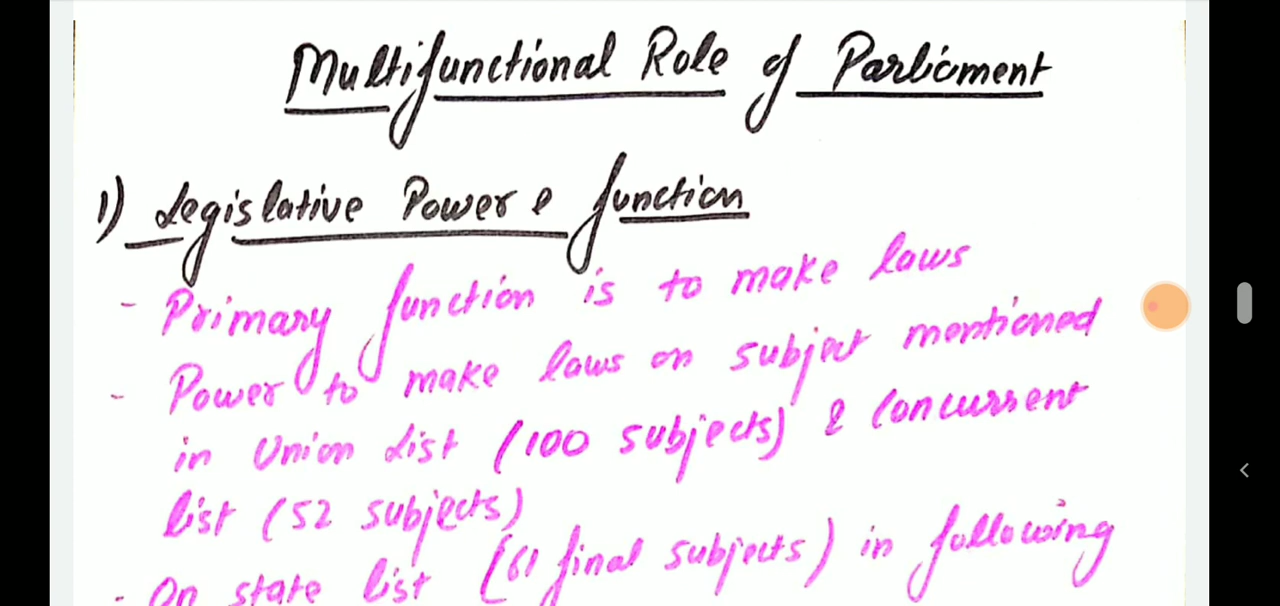 Multifunctional Role of Parliament
1) Legislative Power & function
- Primary function is to make laws
- Power to make laws on subject mentioned
in Union List (100 subjects) & Concurrent
list (52 subjects)
- On state list (61 final subjects) in following